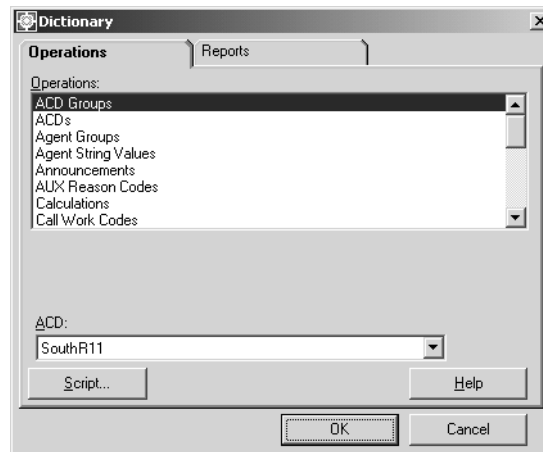 Dictionary
Operations
Reports
Operations:
ACD Groups
ACDs
Agent Groups
Agent String Values
Announcements
AUX Reason Codes
Calculations
Call Work Codes
ACD:
SouthR11
Script...
Help
OK
Cancel